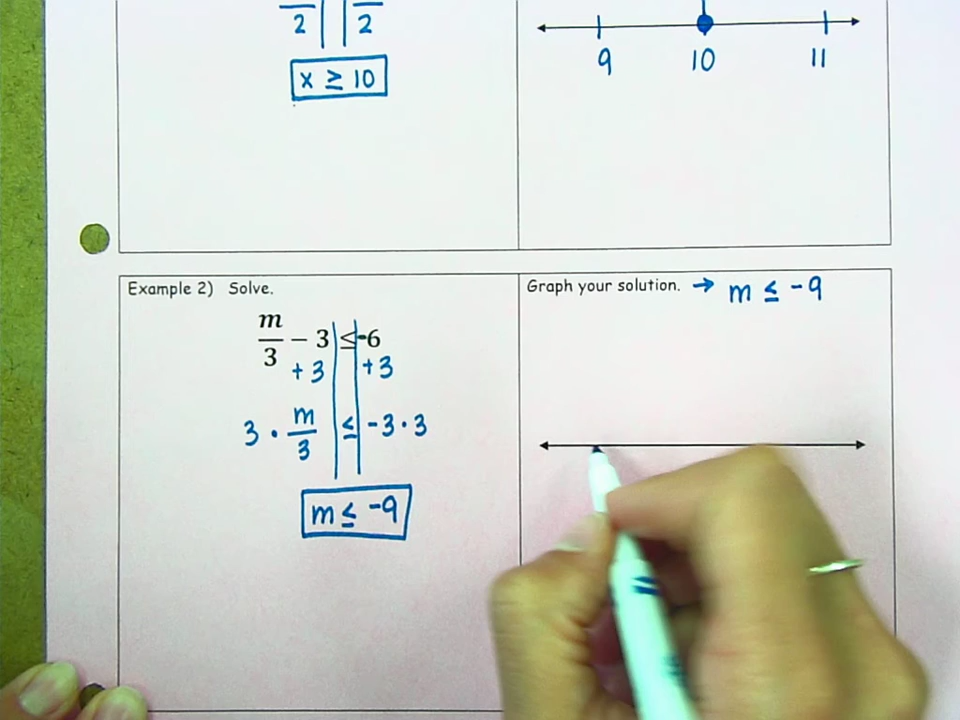 2 2
x ≥ 10
9 10 11
Example 2) Solve.
m/3 − 3 ≤ -6
+ 3 +3
3 · m/3 ≤ -3 · 3
m ≤ -9
Graph your solution. → m ≤ -9